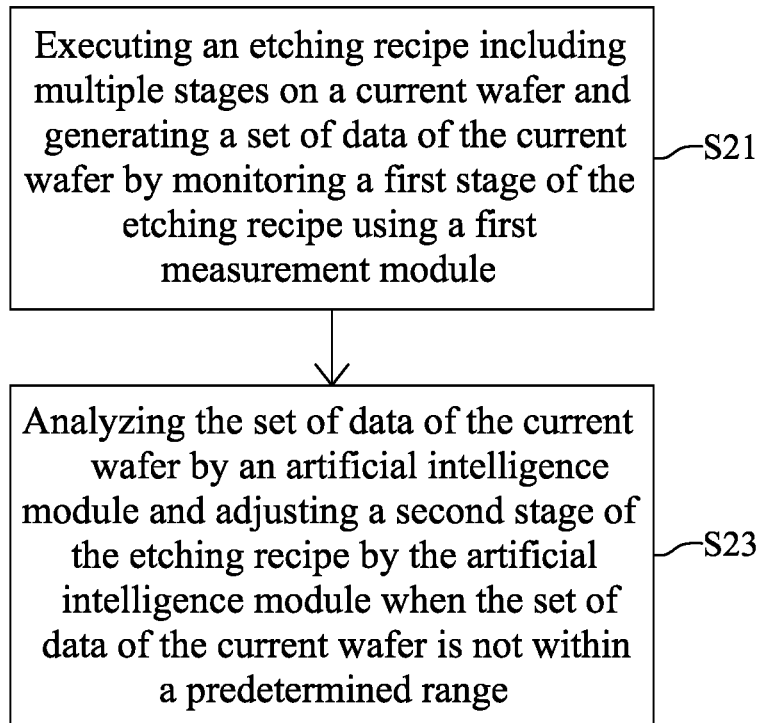 Executing an etching recipe including
multiple stages on a current wafer and
generating a set of data of the current
wafer by monitoring a first stage of the
etching recipe using a first
measurement module
S21
Analyzing the set of data of the current
wafer by an artificial intelligence
module and adjusting a second stage of
the etching recipe by the artificial
intelligence module when the set of
data of the current wafer is not within
a predetermined range
S23